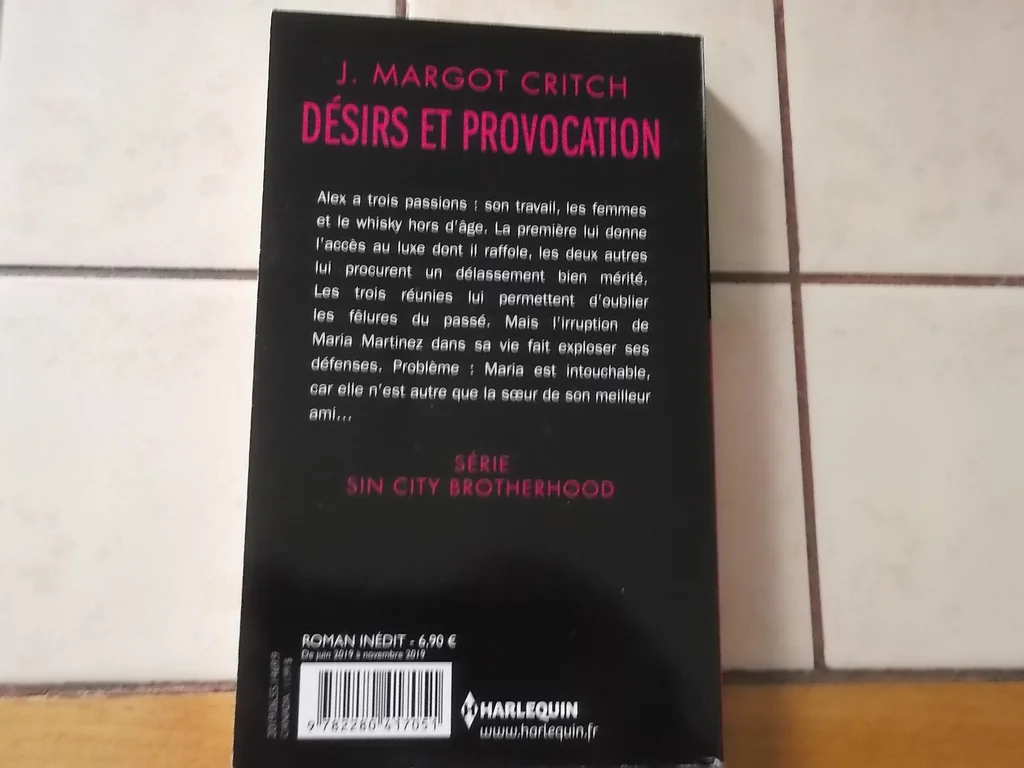 J. MARGOT CRITCH
DÉSIRS ET PROVOCATION
Alex a trois passions : son travail, les femmes
et le whisky hors d'âge. La première lui donne
l'accès au luxe dont il raffole, les deux autres
lui procurent un délassement bien mérité.
Les trois réunies lui permettent d'oublier
les fêlures du passé. Mais l'irruption de
Maria Martinez dans sa vie fait exploser ses
défenses. Problème : Maria est intouchable,
car elle n'est autre que la sœur de son meilleur
ami...
SÉRIE
SIN CITY BROTHERHOOD
ROMAN INÉDIT - 6,90 €
De juin 2019 à novembre 2019
CANADA
9 782280 417051
HARLEQUIN
www.harlequin.fr